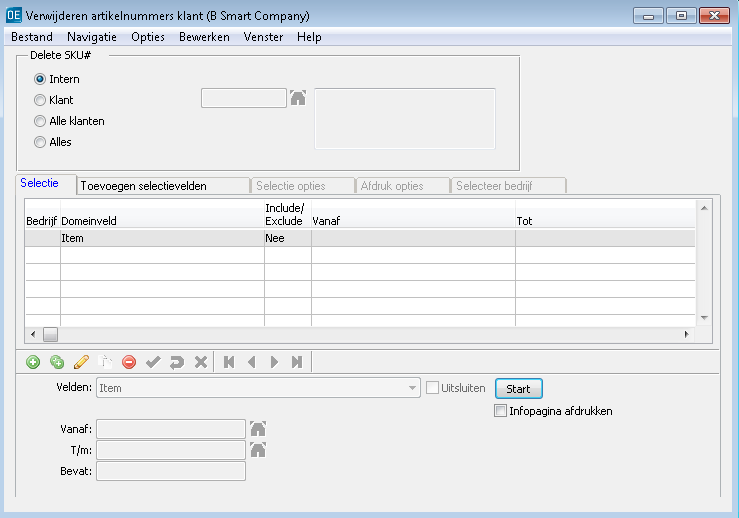 OE Verwijderen artikelnummers klant (B Smart Company)
Bestand Navigatie Opties Bewerken Venster Help
Delete SKU#
Intern
Klant
Alle klanten
Alles
Selectie Toevoegen selectievelden Selectie opties Afdruk opties Selecteer bedrijf
Bedrijf Domeinveld Include/ Exclude Vanaf Tot
Item Nee
Velden: Item Uitsluiten Start
Infopagina afdrukken
Vanaf:
T/m:
Bevat: